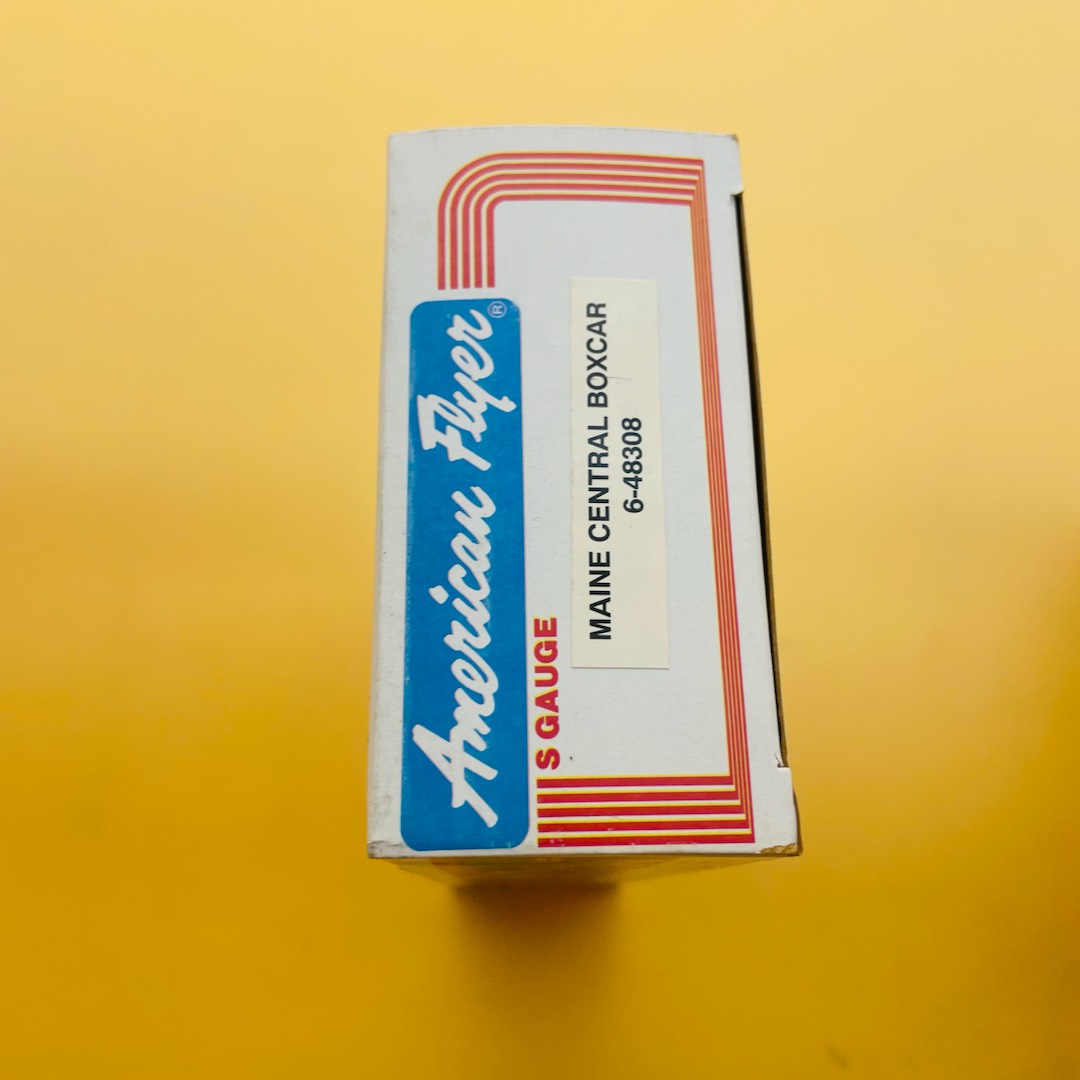 American Flyer®
S GAUGE
MAINE CENTRAL BOXCAR
6-48308